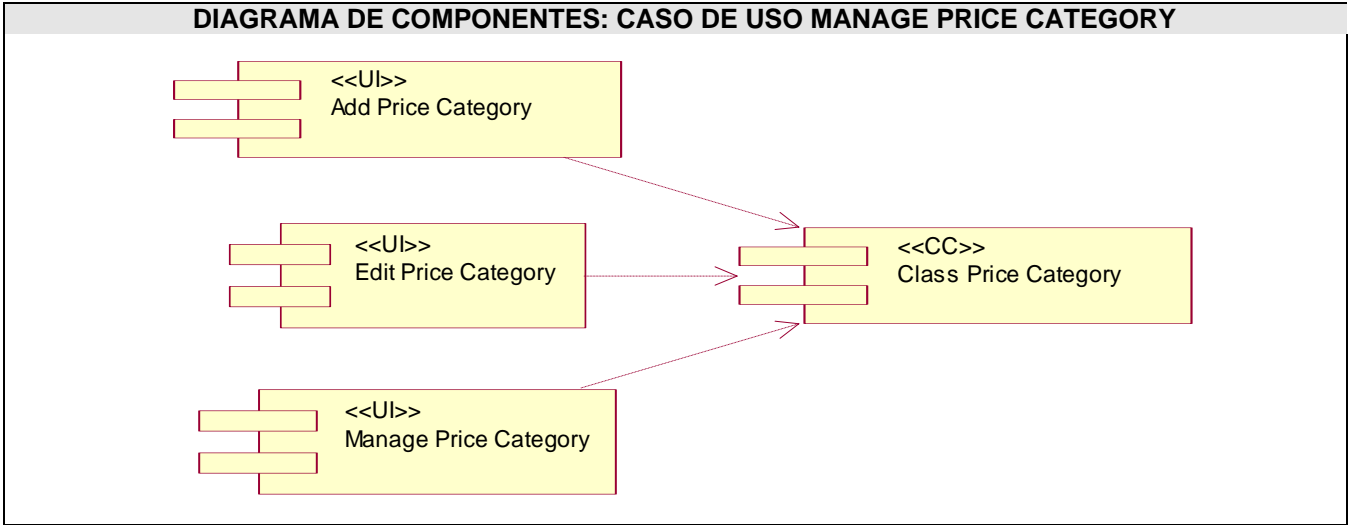 DIAGRAMA DE COMPONENTES: CASO DE USO MANAGE PRICE CATEGORY
<<UI>>
Add Price Category
<<UI>>
Edit Price Category
<<CC>>
Class Price Category
<<UI>>
Manage Price Category